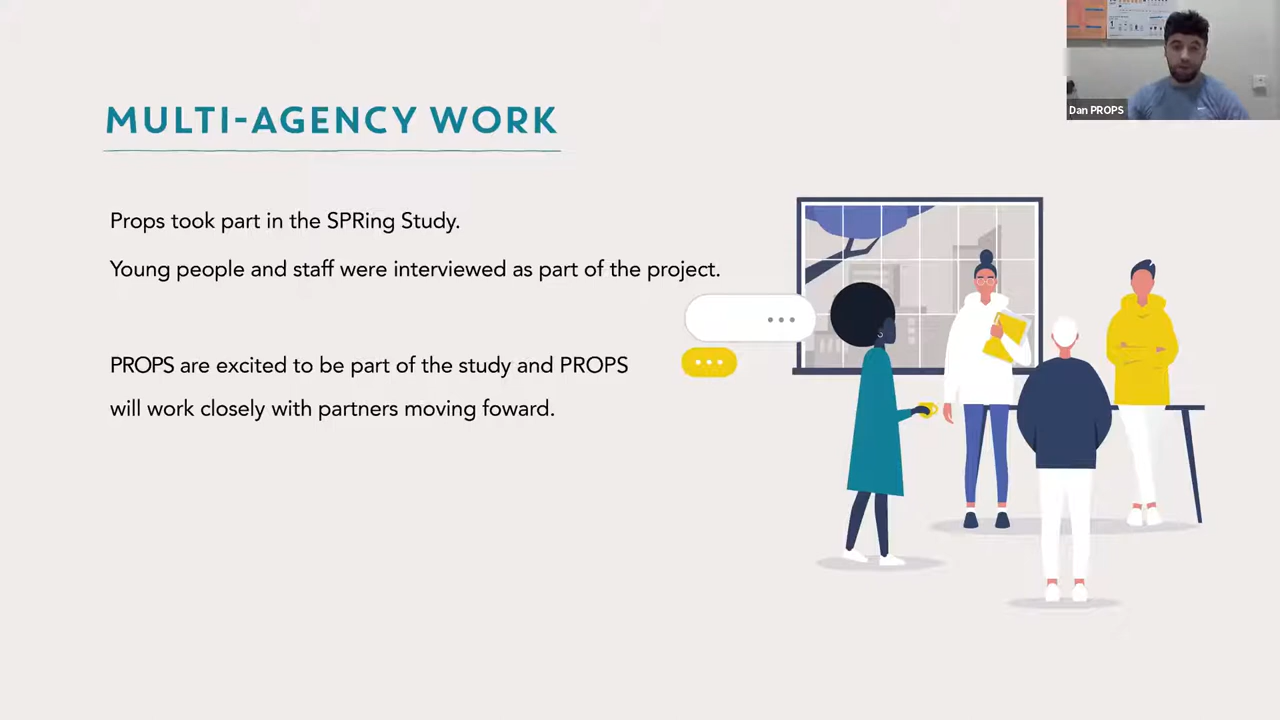 MULTI-AGENCY WORK
Props took part in the SPRing Study.
Young people and staff were interviewed as part of the project.
PROPS are excited to be part of the study and PROPS
will work closely with partners moving foward.
Dan PROPS